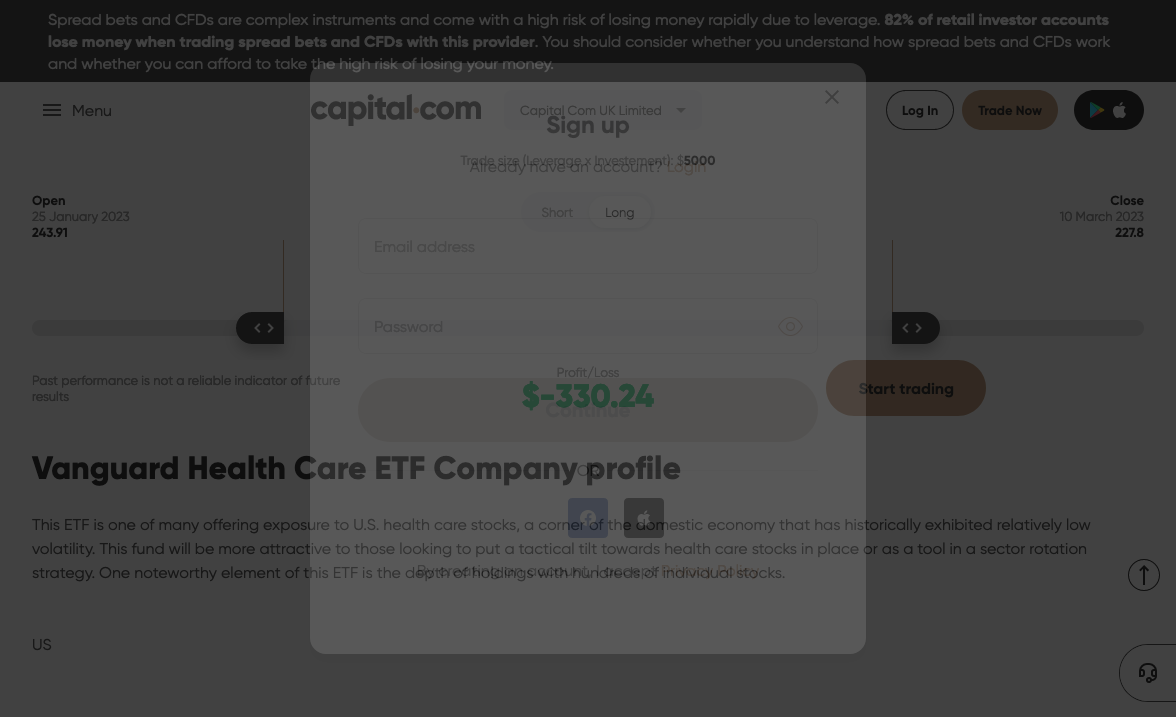 Spread bets and CFDs are complex instruments and come with a high risk of losing money rapidly due to leverage. 82% of retail investor accounts
lose money when trading spread bets and CFDs with this provider. You should consider whether you understand how spread bets and CFDs work
and whether you can afford to take the high risk of losing your money.
Menu
capital.com
Capital Com UK Limited
Log In
Trade Now
Sign up
Trade size (Leverage x Investement): $5000
Already have an account? Login
Open
25 January 2023
243.91
Close
10 March 2023
227.8
Short
Long
Email address
Password
Profit/Loss
$-330.24
Continue
Past performance is not a reliable indicator of future
results
Start trading
Vanguard Health Care ETF Company profile
Or
This ETF is one of many offering exposure to U.S. health care stocks, a corner of the domestic economy that has historically exhibited relatively low
volatility. This fund will be more attractive to those looking to put a tactical tilt towards health care stocks in place or as a tool in a sector rotation
strategy. One noteworthy element of this ETF is the depth of holdings with hundreds of individual stocks.
By creating an account, I accept Privacy Policy
US